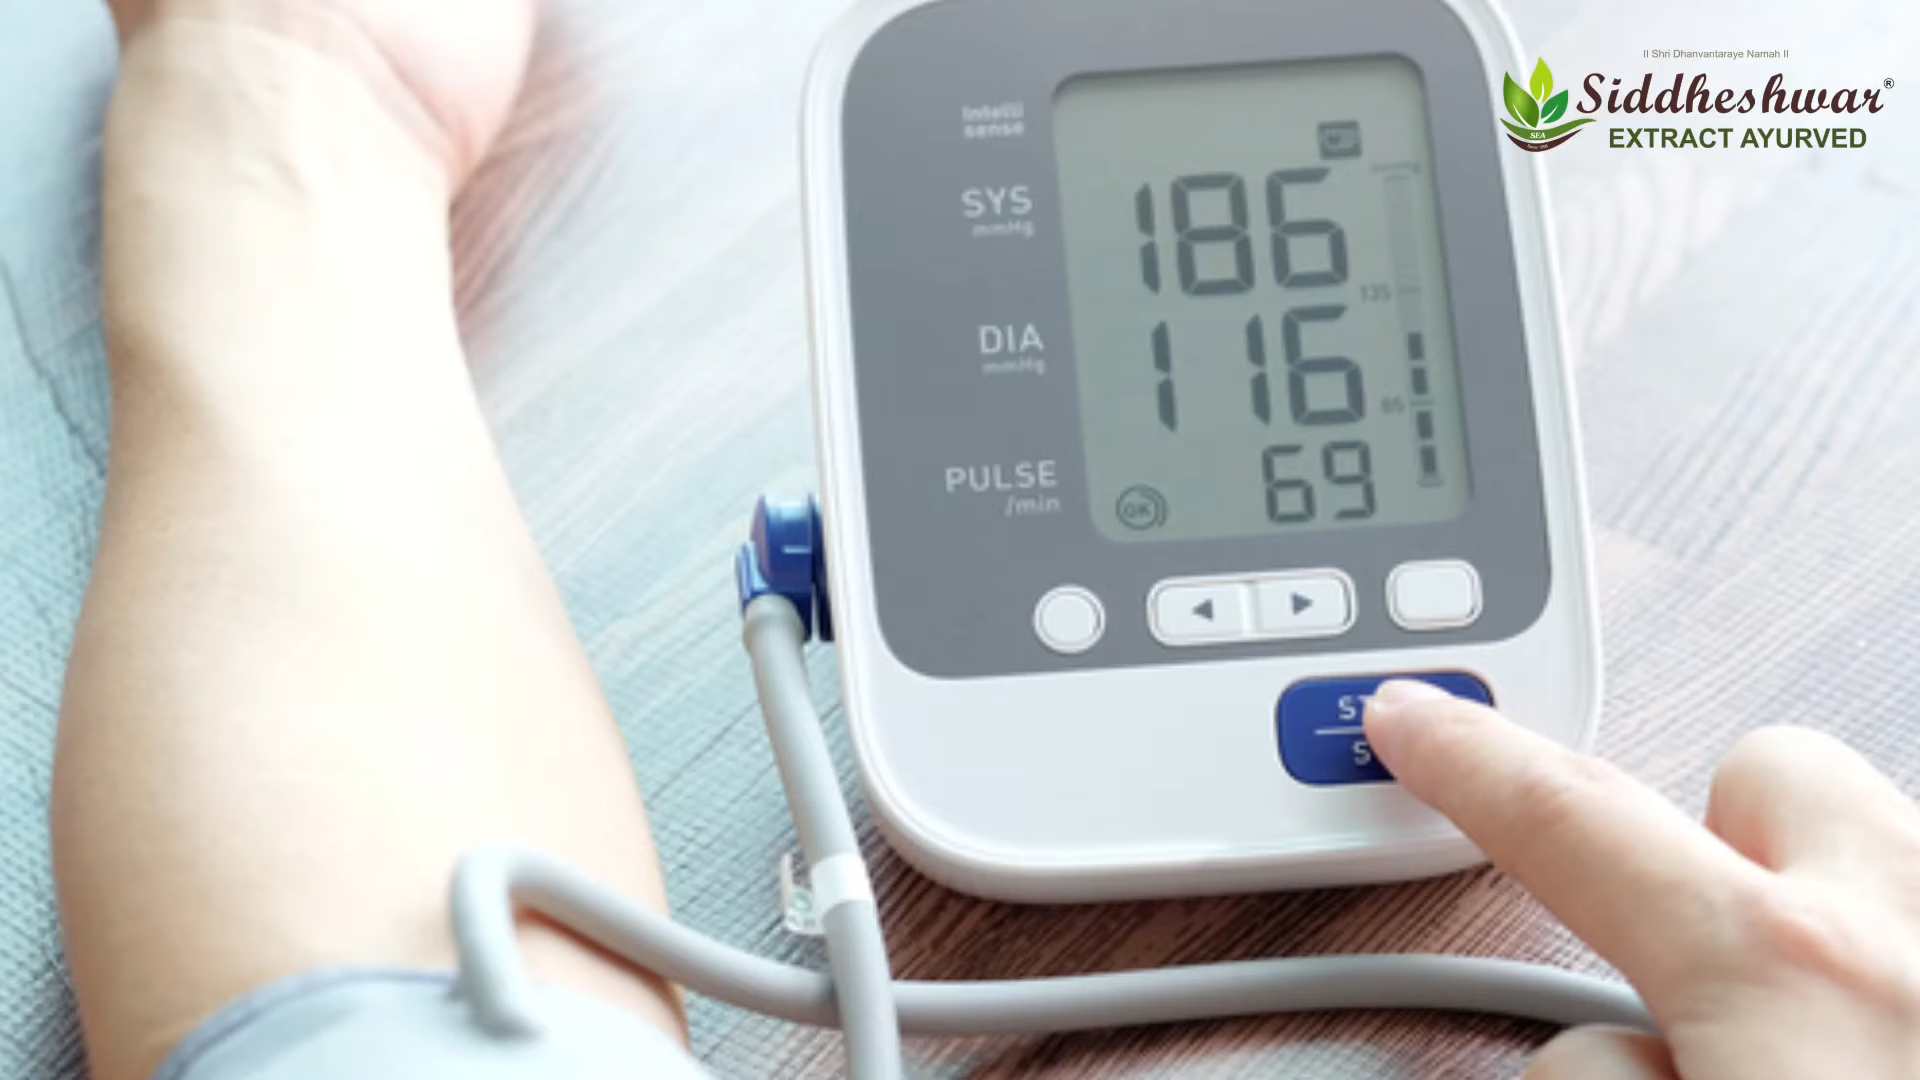 II Shri Dhanvantaraye Namah II
Siddheshwar®
EXTRACT AYURVED
SEA
Intelli
sense
SYS
mmHg
186
135
DIA
mmHg
116
85
PULSE
/min
69
OK